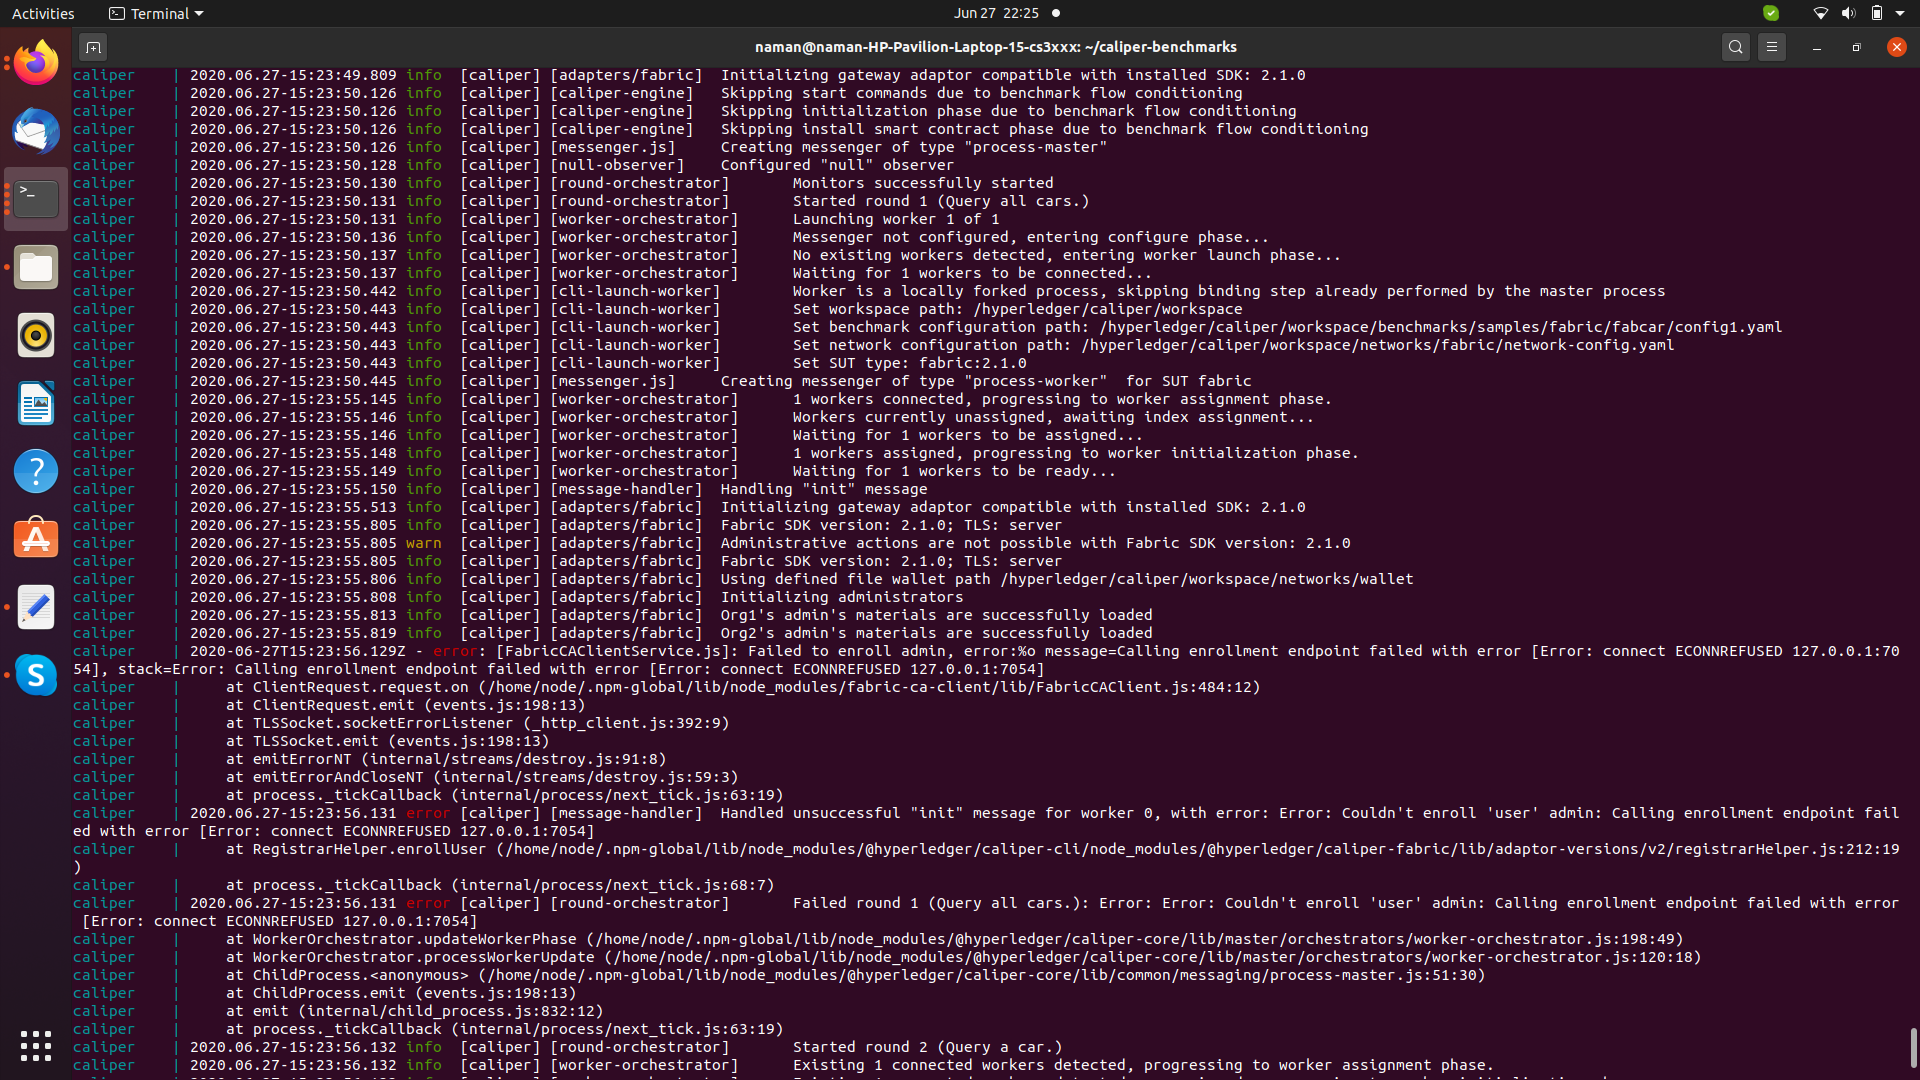 Activities Terminal Jun 27 22:25
naman@naman-HP-Pavilion-Laptop-15-cs3xxx: ~/caliper-benchmarks
caliper | 2020.06.27-15:23:49.809 info [caliper] [adapters/fabric] Initializing gateway adaptor compatible with installed SDK: 2.1.0
caliper | 2020.06.27-15:23:50.126 info [caliper] [caliper-engine] Skipping start commands due to benchmark flow conditioning
caliper | 2020.06.27-15:23:50.126 info [caliper] [caliper-engine] Skipping initialization phase due to benchmark flow conditioning
caliper | 2020.06.27-15:23:50.126 info [caliper] [caliper-engine] Skipping install smart contract phase due to benchmark flow conditioning
caliper | 2020.06.27-15:23:50.126 info [caliper] [messenger.js] Creating messenger of type "process-master"
caliper | 2020.06.27-15:23:50.128 info [caliper] [null-observer] Configured "null" observer
caliper | 2020.06.27-15:23:50.130 info [caliper] [round-orchestrator] Monitors successfully started
caliper | 2020.06.27-15:23:50.131 info [caliper] [round-orchestrator] Started round 1 (Query all cars.)
caliper | 2020.06.27-15:23:50.131 info [caliper] [worker-orchestrator] Launching worker 1 of 1
caliper | 2020.06.27-15:23:50.136 info [caliper] [worker-orchestrator] Messenger not configured, entering configure phase...
caliper | 2020.06.27-15:23:50.137 info [caliper] [worker-orchestrator] No existing workers detected, entering worker launch phase...
caliper | 2020.06.27-15:23:50.137 info [caliper] [worker-orchestrator] Waiting for 1 workers to be connected...
caliper | 2020.06.27-15:23:50.442 info [caliper] [cli-launch-worker] Worker is a locally forked process, skipping binding step already performed by the master process
caliper | 2020.06.27-15:23:50.443 info [caliper] [cli-launch-worker] Set workspace path: /hyperledger/caliper/workspace
caliper | 2020.06.27-15:23:50.443 info [caliper] [cli-launch-worker] Set benchmark configuration path: /hyperledger/caliper/workspace/benchmarks/samples/fabric/fabcar/config1.yaml
caliper | 2020.06.27-15:23:50.443 info [caliper] [cli-launch-worker] Set network configuration path: /hyperledger/caliper/workspace/networks/fabric/network-config.yaml
caliper | 2020.06.27-15:23:50.443 info [caliper] [cli-launch-worker] Set SUT type: fabric:2.1.0
caliper | 2020.06.27-15:23:50.445 info [caliper] [messenger.js] Creating messenger of type "process-worker" for SUT fabric
caliper | 2020.06.27-15:23:55.145 info [caliper] [worker-orchestrator] 1 workers connected, progressing to worker assignment phase.
caliper | 2020.06.27-15:23:55.146 info [caliper] [worker-orchestrator] Workers currently unassigned, awaiting index assignment...
caliper | 2020.06.27-15:23:55.146 info [caliper] [worker-orchestrator] Waiting for 1 workers to be assigned...
caliper | 2020.06.27-15:23:55.148 info [caliper] [worker-orchestrator] 1 workers assigned, progressing to worker initialization phase.
caliper | 2020.06.27-15:23:55.149 info [caliper] [worker-orchestrator] Waiting for 1 workers to be ready...
caliper | 2020.06.27-15:23:55.150 info [caliper] [message-handler] Handling "init" message
caliper | 2020.06.27-15:23:55.513 info [caliper] [adapters/fabric] Initializing gateway adaptor compatible with installed SDK: 2.1.0
caliper | 2020.06.27-15:23:55.805 info [caliper] [adapters/fabric] Fabric SDK version: 2.1.0; TLS: server
caliper | 2020.06.27-15:23:55.805 warn [caliper] [adapters/fabric] Administrative actions are not possible with Fabric SDK version: 2.1.0
caliper | 2020.06.27-15:23:55.805 info [caliper] [adapters/fabric] Fabric SDK version: 2.1.0; TLS: server
caliper | 2020.06.27-15:23:55.806 info [caliper] [adapters/fabric] Using defined file wallet path /hyperledger/caliper/workspace/networks/wallet
caliper | 2020.06.27-15:23:55.808 info [caliper] [adapters/fabric] Initializing administrators
caliper | 2020.06.27-15:23:55.813 info [caliper] [adapters/fabric] Org1's admin's materials are successfully loaded
caliper | 2020.06.27-15:23:55.819 info [caliper] [adapters/fabric] Org2's admin's materials are successfully loaded
caliper | 2020-06-27T15:23:56.129Z - error: [FabricCAClientService.js]: Failed to enroll admin, error:%o message=Calling enrollment endpoint failed with error [Error: connect ECONNREFUSED 127.0.0.1:70
54], stack=Error: Calling enrollment endpoint failed with error [Error: connect ECONNREFUSED 127.0.0.1:7054]
caliper | at ClientRequest.request.on (/home/node/.npm-global/lib/node_modules/fabric-ca-client/lib/FabricCAClient.js:484:12)
caliper | at ClientRequest.emit (events.js:198:13)
caliper | at TLSSocket.socketErrorListener (_http_client.js:392:9)
caliper | at TLSSocket.emit (events.js:198:13)
caliper | at emitErrorNT (internal/streams/destroy.js:91:8)
caliper | at emitErrorAndCloseNT (internal/streams/destroy.js:59:3)
caliper | at process._tickCallback (internal/process/next_tick.js:63:19)
caliper | 2020.06.27-15:23:56.131 error [caliper] [message-handler] Handled unsuccessful "init" message for worker 0, with error: Error: Couldn't enroll 'user' admin: Calling enrollment endpoint fail
ed with error [Error: connect ECONNREFUSED 127.0.0.1:7054]
caliper | at RegistrarHelper.enrollUser (/home/node/.npm-global/lib/node_modules/@hyperledger/caliper-cli/node_modules/@hyperledger/caliper-fabric/lib/adaptor-versions/v2/registrarHelper.js:212:19
)
caliper | at process._tickCallback (internal/process/next_tick.js:68:7)
caliper | 2020.06.27-15:23:56.131 error [caliper] [round-orchestrator] Failed round 1 (Query all cars.): Error: Error: Couldn't enroll 'user' admin: Calling enrollment endpoint failed with error
[Error: connect ECONNREFUSED 127.0.0.1:7054]
caliper | at WorkerOrchestrator.updateWorkerPhase (/home/node/.npm-global/lib/node_modules/@hyperledger/caliper-core/lib/master/orchestrators/worker-orchestrator.js:198:49)
caliper | at WorkerOrchestrator.processWorkerUpdate (/home/node/.npm-global/lib/node_modules/@hyperledger/caliper-core/lib/master/orchestrators/worker-orchestrator.js:120:18)
caliper | at ChildProcess.<anonymous> (/home/node/.npm-global/lib/node_modules/@hyperledger/caliper-core/lib/common/messaging/process-master.js:51:30)
caliper | at ChildProcess.emit (events.js:198:13)
caliper | at emit (internal/child_process.js:832:12)
caliper | at process._tickCallback (internal/process/next_tick.js:63:19)
caliper | 2020.06.27-15:23:56.132 info [caliper] [round-orchestrator] Started round 2 (Query a car.)
caliper | 2020.06.27-15:23:56.132 info [caliper] [worker-orchestrator] Existing 1 connected workers detected, progressing to worker assignment phase.